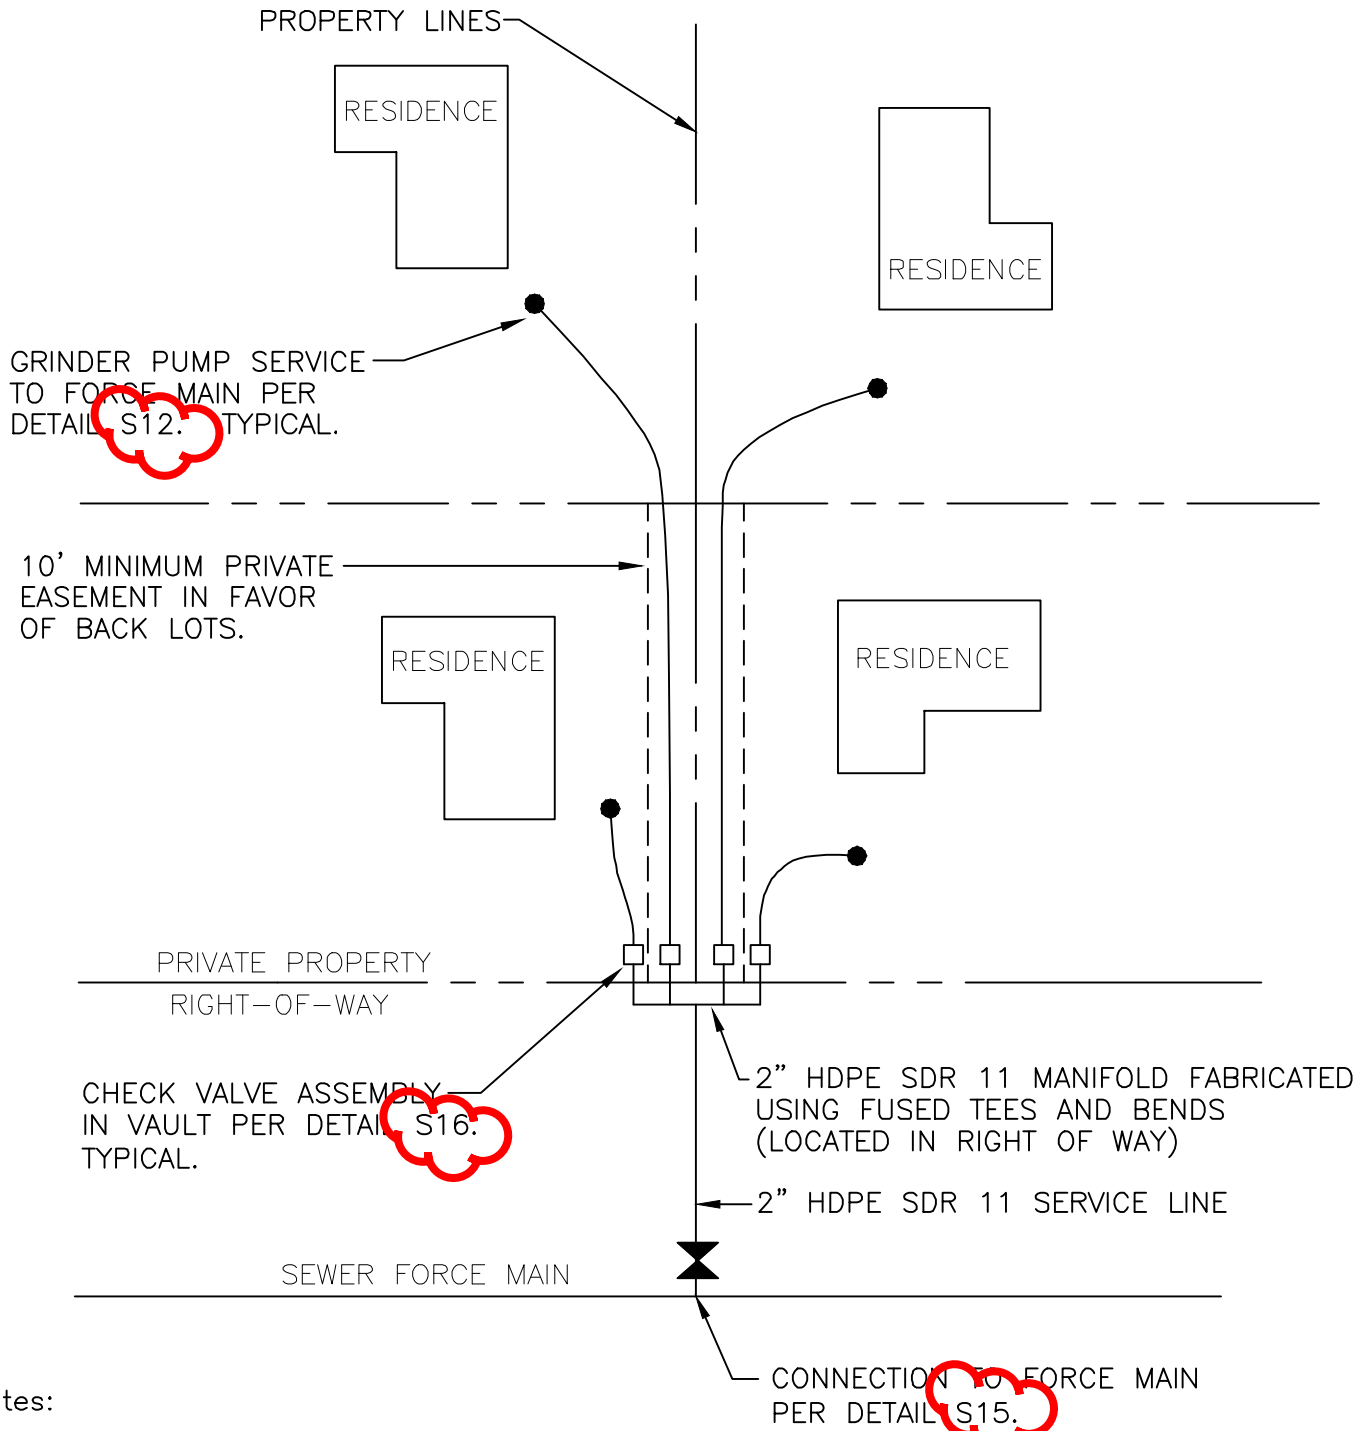 PROPERTY LINES
RESIDENCE
RESIDENCE
GRINDER PUMP SERVICE
TO FORCE MAIN PER
DETAIL S12. TYPICAL.
10' MINIMUM PRIVATE
EASEMENT IN FAVOR
OF BACK LOTS.
RESIDENCE
RESIDENCE
PRIVATE PROPERTY
RIGHT-OF-WAY
CHECK VALVE ASSEMBLY
IN VAULT PER DETAIL S16.
TYPICAL.
2" HDPE SDR 11 MANIFOLD FABRICATED
USING FUSED TEES AND BENDS
(LOCATED IN RIGHT OF WAY)
2" HDPE SDR 11 SERVICE LINE
SEWER FORCE MAIN
CONNECTION TO FORCE MAIN
PER DETAIL S15.
tes: